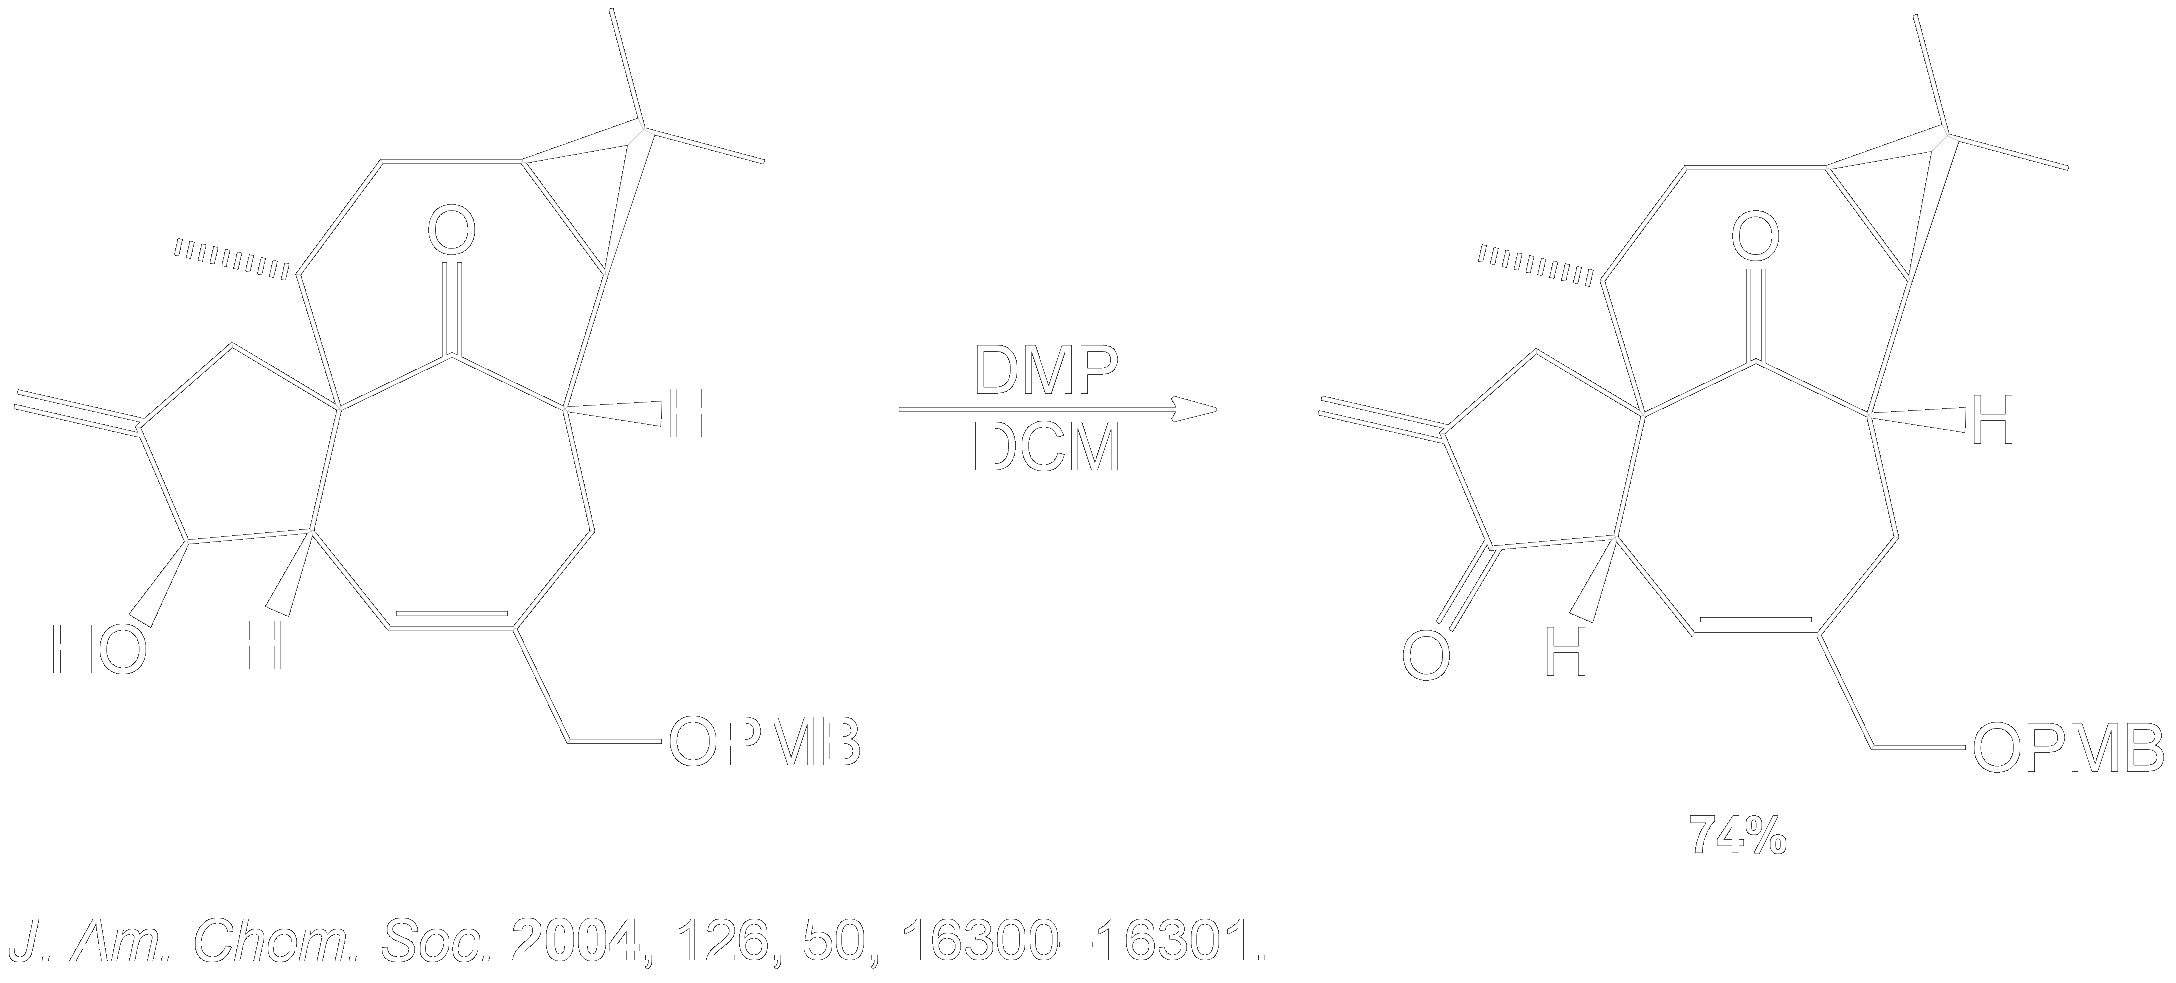 O
H
HO
H
OPMB
DMP
DCM
O
H
O
H
OPMB
74%
J. Am. Chem. Soc. 2004, 126, 50, 16300–16301.